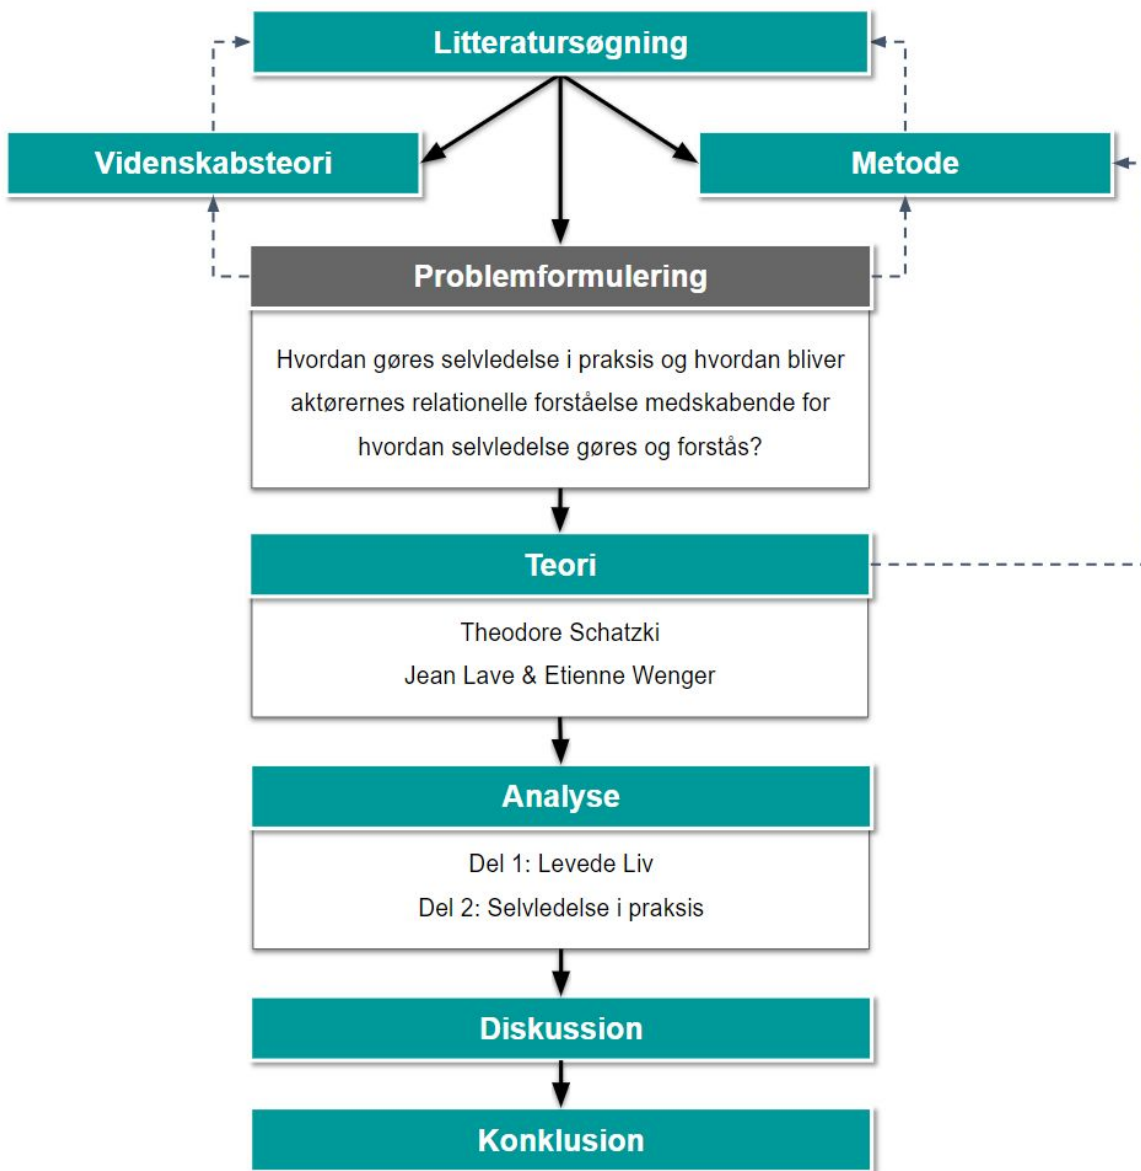 Litteratursøgning
Videnskabsteori
Metode
Problemformulering
Hvordan gøres selvledelse i praksis og hvordan bliver
aktørernes relationelle forståelse medskabende for
hvordan selvledelse gøres og forstås?
Teori
Theodore Schatzki
Jean Lave & Etienne Wenger
Analyse
Del 1: Levede Liv
Del 2: Selvledelse i praksis
Diskussion
Konklusion